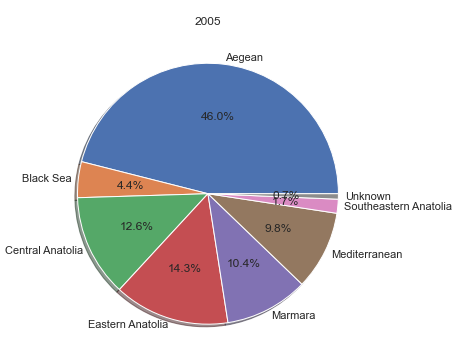 2005
Aegean
46.0%
Black Sea
4.4%
Central Anatolia
12.6%
Eastern Anatolia
14.3%
Marmara
10.4%
Mediterranean
9.8%
Southeastern Anatolia
1.7%
Unknown
0.7%